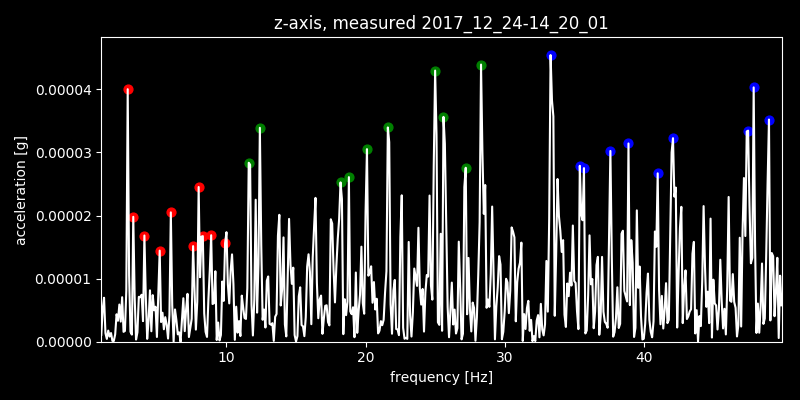 z-axis, measured 2017_12_24-14_20_01
acceleration [g]
0.00004
0.00003
0.00002
0.00001
0.00000
10 20 30 40
frequency [Hz]